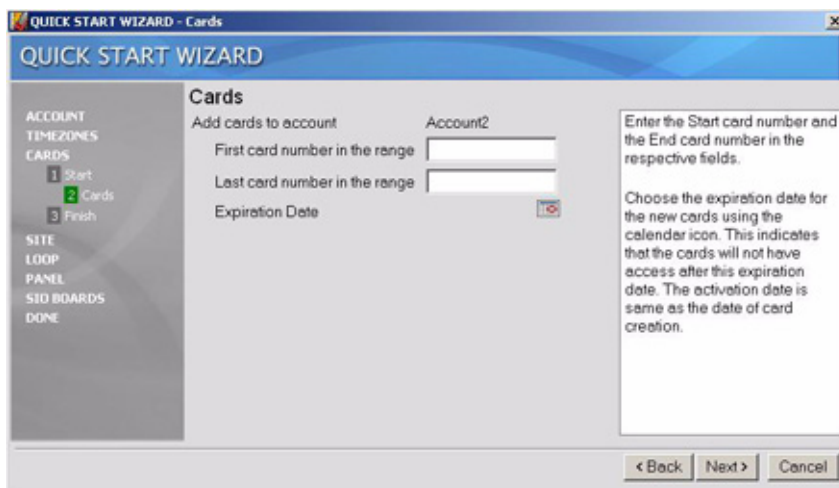 QUICK START WIZARD - Cards
QUICK START WIZARD
ACCOUNT
TIMEZONES
CARDS
1 Start
2 Cards
3 Finish
SITE
LOOP
PANEL
SIO BOARDS
DONE
Cards
Add cards to account Account2
First card number in the range
Last card number in the range
Expiration Date
Enter the Start card number and
the End card number in the
respective fields.
Choose the expiration date for
the new cards using the
calendar icon. This indicates
that the cards will not have
access after this expiration
date. The activation date is
same as the date of card
creation.
< Back Next > Cancel